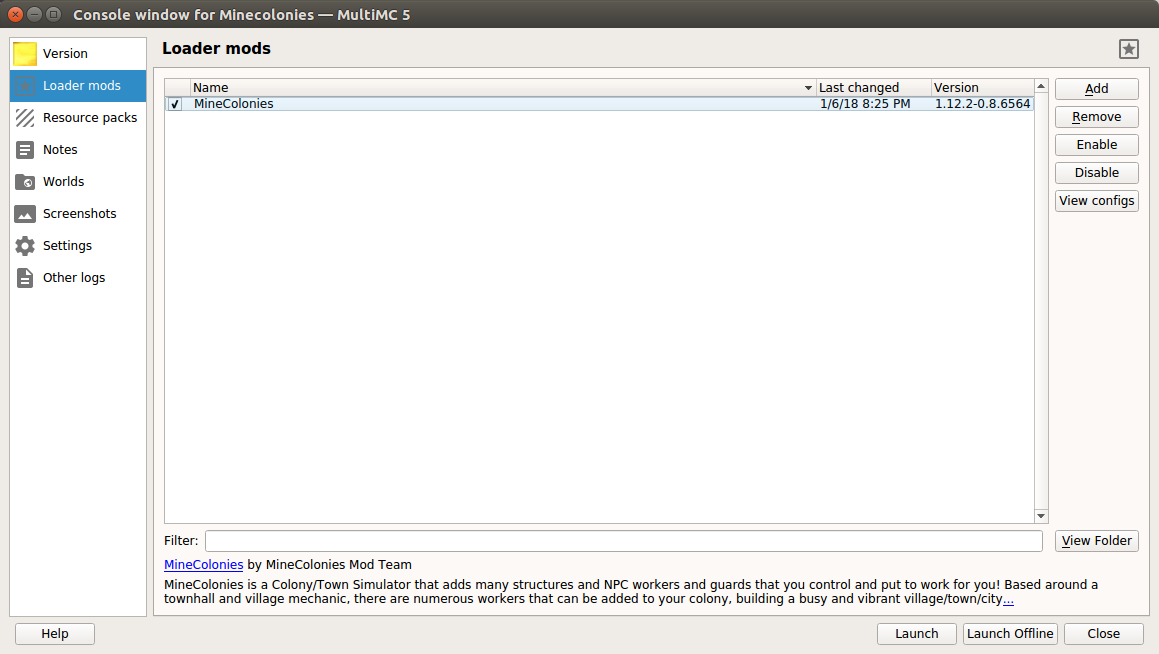 Console window for Minecolonies — MultiMC 5
Version
Loader mods
Resource packs
Notes
Worlds
Screenshots
Settings
Other logs
Loader mods
Name Last changed Version
MineColonies 1/6/18 8:25 PM 1.12.2-0.8.6564
Add
Remove
Enable
Disable
View configs
Filter:
View Folder
MineColonies by MineColonies Mod Team
MineColonies is a Colony/Town Simulator that adds many structures and NPC workers and guards that you control and put to work for you! Based around a
townhall and village mechanic, there are numerous workers that can be added to your colony, building a busy and vibrant village/town/city...
Help
Launch
Launch Offline
Close